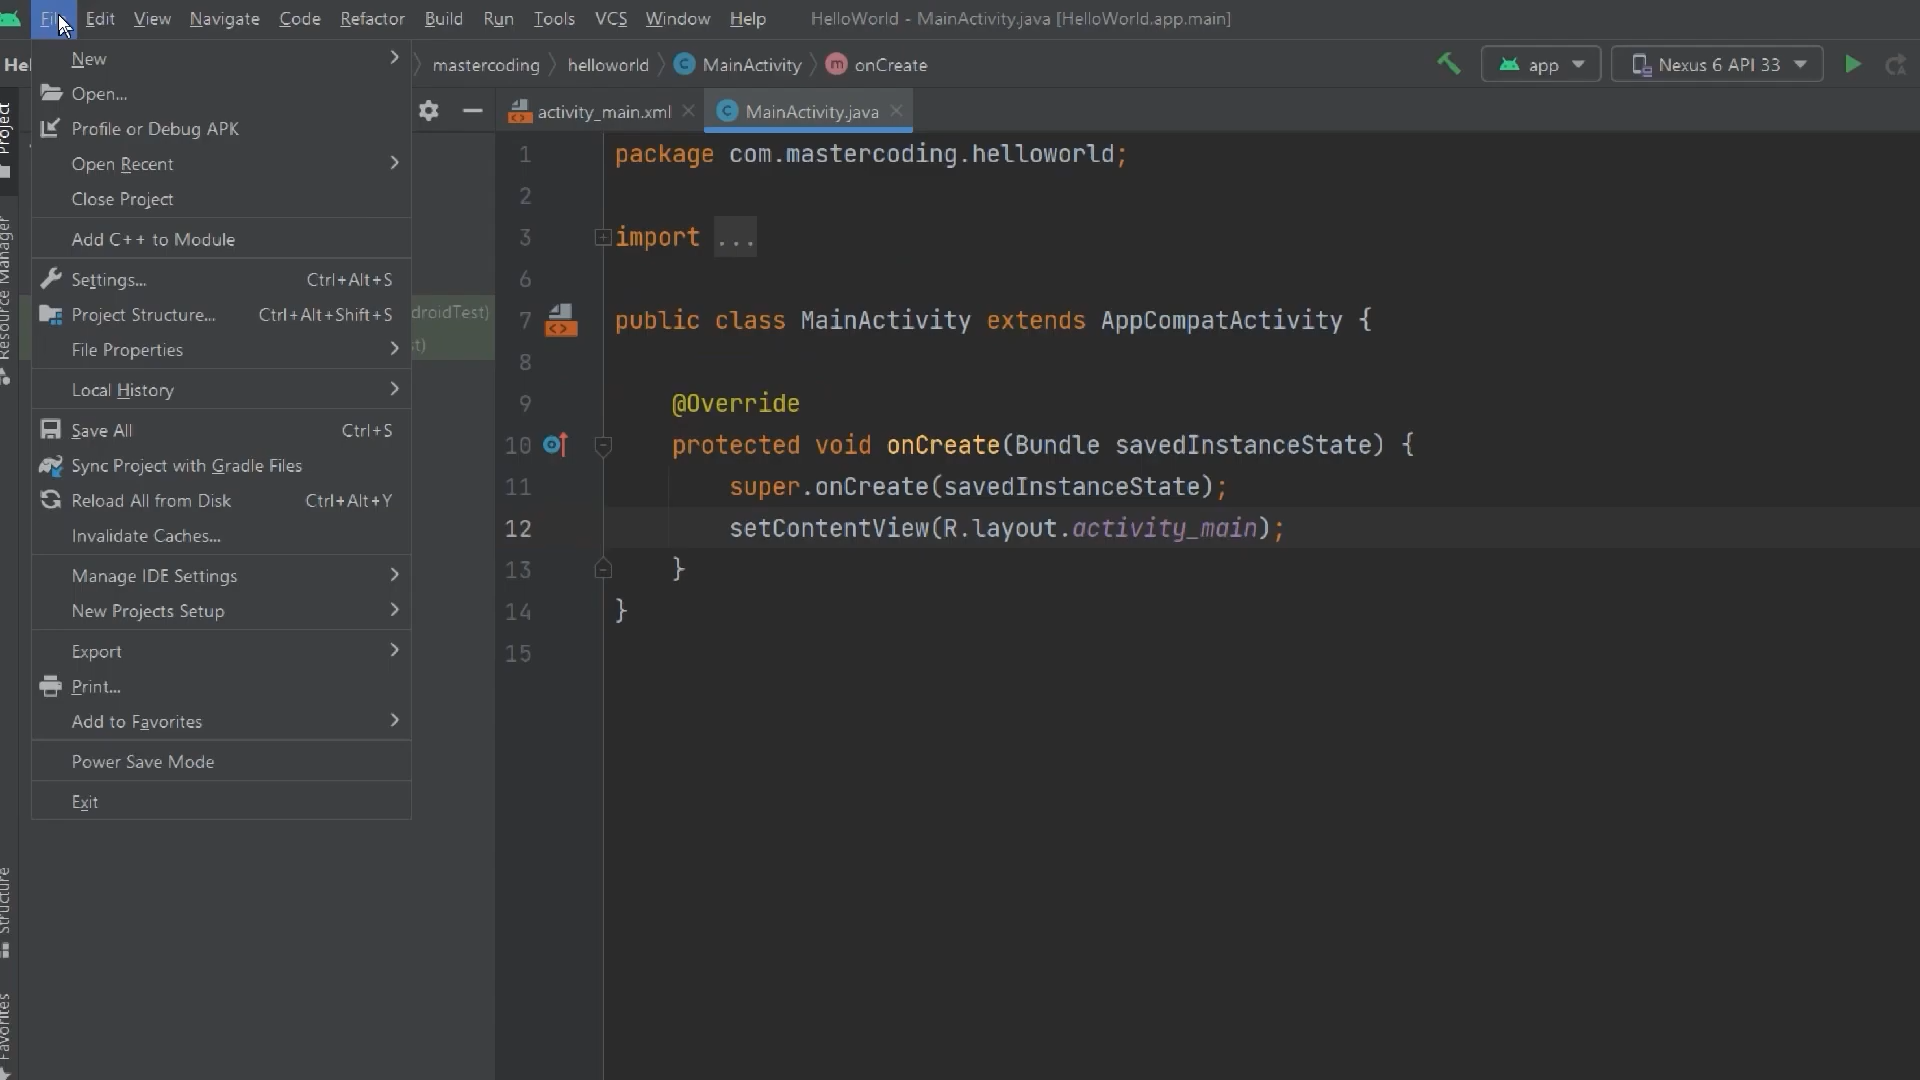 File Edit View Navigate Code Refactor Build Run Tools VCS Window Help HelloWorld - MainActivity.java [HelloWorld.app.main]
mastercoding helloworld MainActivity onCreate app Nexus 6 API 33
activity_main.xml MainActivity.java
New
Open...
Profile or Debug APK
Open Recent
Close Project
Add C++ to Module
Settings... Ctrl+Alt+S
Project Structure... Ctrl+Alt+Shift+S
File Properties
Local History
Save All Ctrl+S
Sync Project with Gradle Files
Reload All from Disk Ctrl+Alt+Y
Invalidate Caches...
Manage IDE Settings
New Projects Setup
Export
Print...
Add to Favorites
Power Save Mode
Exit
Project
Resource Manager
Structure
Favorites
1 package com.mastercoding.helloworld;
2
3 import ...
6
7 public class MainActivity extends AppCompatActivity {
8
9 @Override
10 protected void onCreate(Bundle savedInstanceState) {
11 super.onCreate(savedInstanceState);
12 setContentView(R.layout.activity_main);
13 }
14 }
15